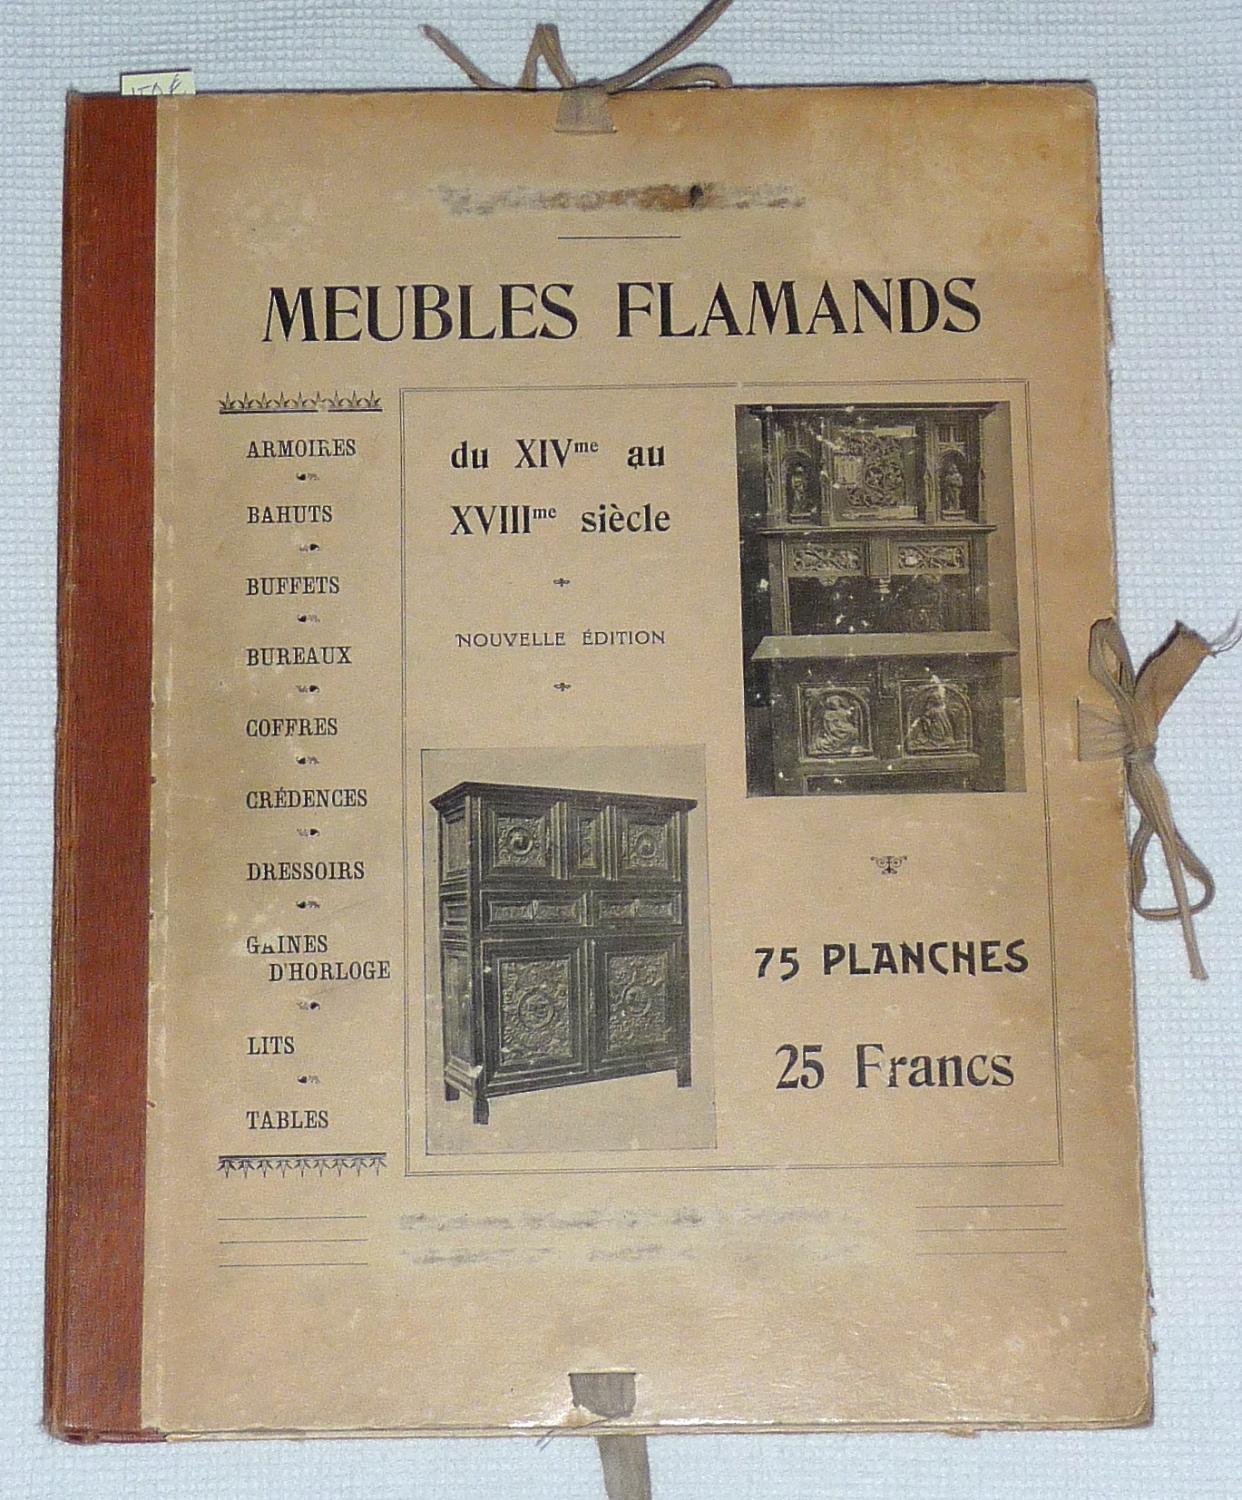 MEUBLES FLAMANDS
ARMOIRES
BAHUTS
BUFFETS
BUREAUX
COFFRES
CRÉDENCES
DRESSOIRS
GAINES
D'HORLOGE
LITS
TABLES
du XIVme au
XVIIIme siècle
NOUVELLE ÉDITION
75 PLANCHES
25 Francs